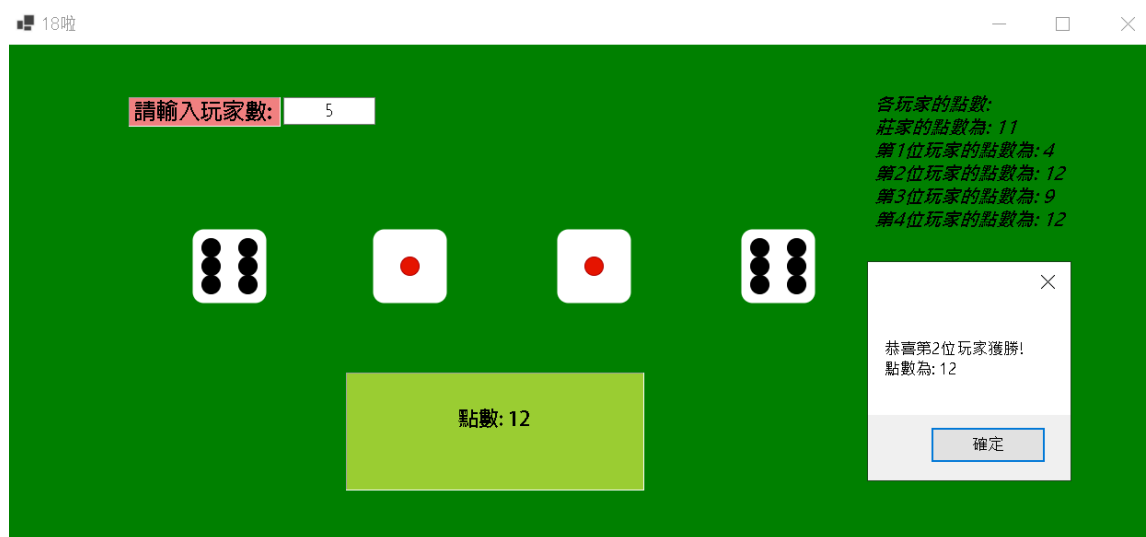 18啦
請輸入玩家數: 5
各玩家的點數:
莊家的點數為: 11
第1位玩家的點數為: 4
第2位玩家的點數為: 12
第3位玩家的點數為: 9
第4位玩家的點數為: 12
點數: 12
恭喜第2位玩家獲勝!
點數為: 12
確定